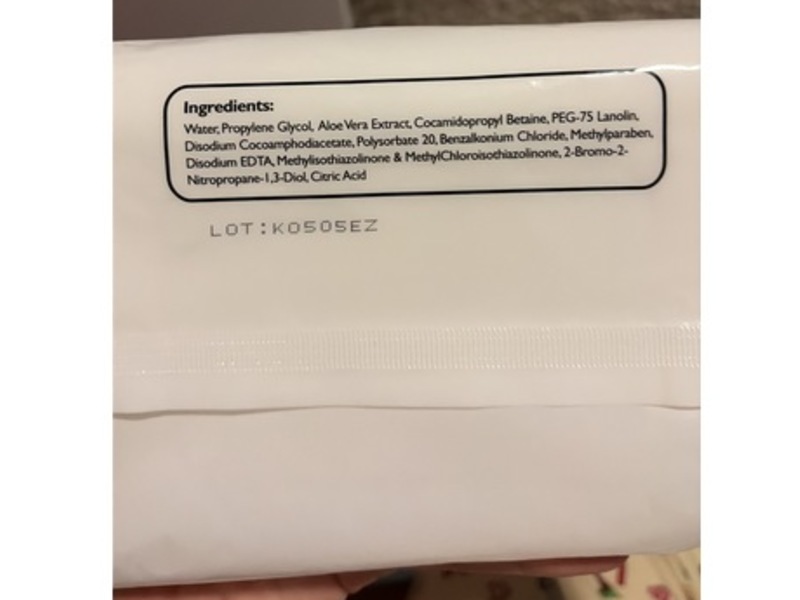 Ingredients:
Water, Propylene Glycol, Aloe Vera Extract, Cocamidopropyl Betaine, PEG-75 Lanolin,
Disodium Cocoamphodiacetate, Polysorbate 20, Benzalkonium Chloride, Methylparaben,
Disodium EDTA, Methylisothiazolinone & MethylChloroisothiazolinone, 2-Bromo-2-
Nitropropane-1,3-Diol, Citric Acid
LOT:K0505EZ